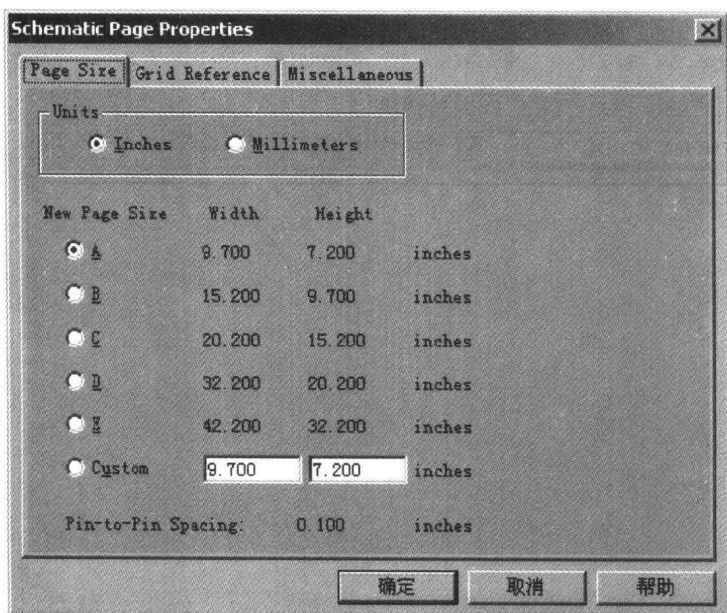 Schematic Page Properties
Page Size Grid Reference Miscellaneous
Units
Inches Millimeters
New Page Size Width Height
A 9.700 7.200 inches
B 15.200 9.700 inches
C 20.200 15.200 inches
D 32.200 20.200 inches
E 42.200 32.200 inches
Custom 9.700 7.200 inches
Pin-to-Pin Spacing: 0.100 inches
确定 取消 帮助